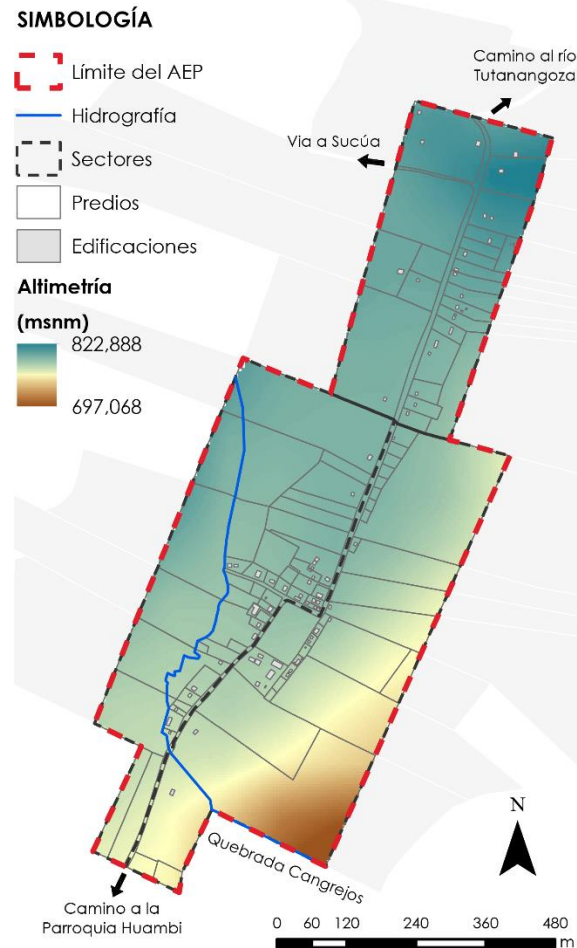 SIMBOLOGÍA
Límite del AEP
Hidrografía
Sectores
Predios
Edificaciones
Altimetría
(msnm)
822,888
697,068
Camino al río
Tutanangoza
Via a Sucúa
Quebrada Cangrejos
Camino a la
Parroquia Huambi
N
0 60 120 240 360 480
m